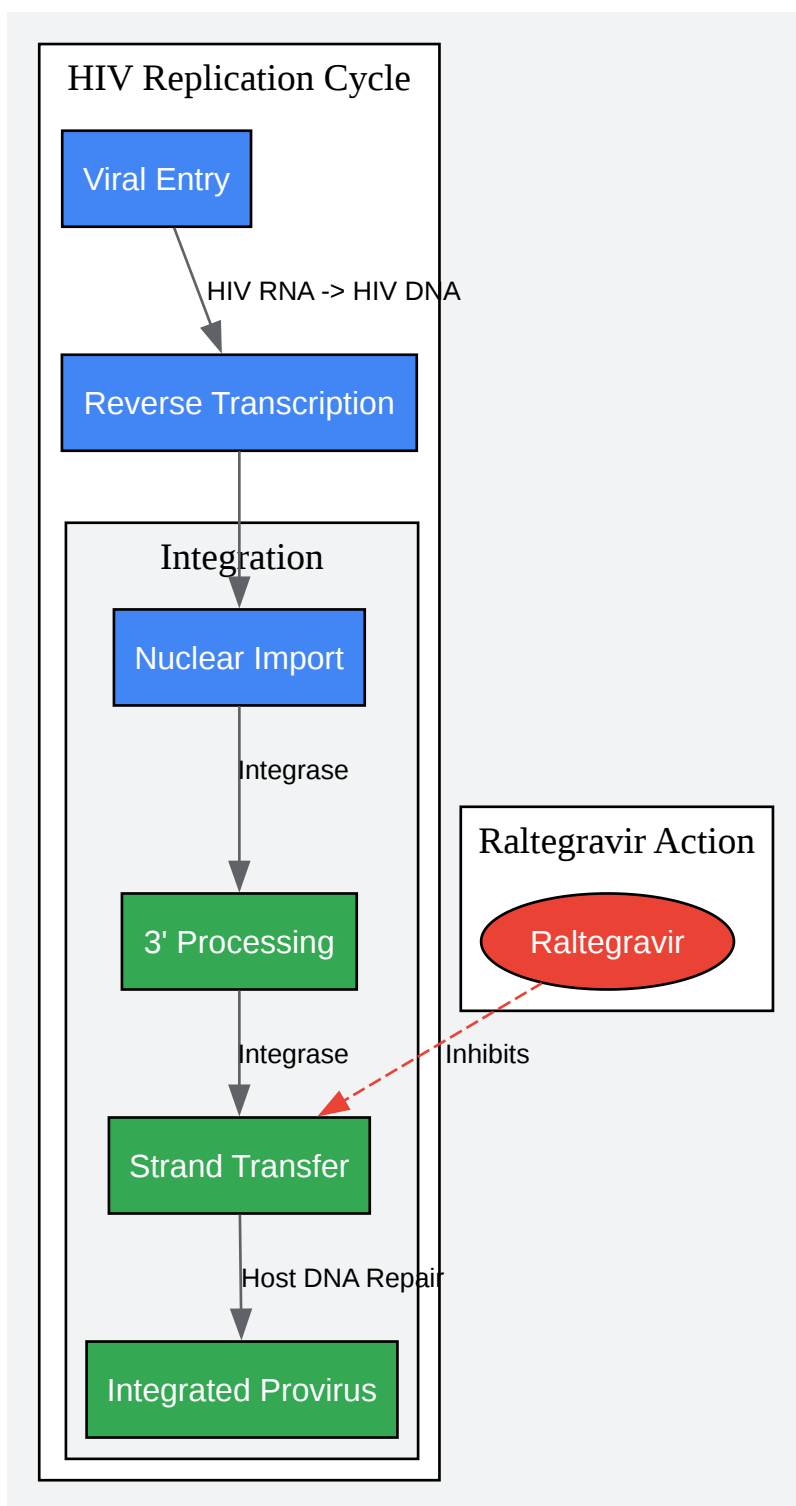 HIV Replication Cycle
Viral Entry
HIV RNA -> HIV DNA
Reverse Transcription
Integration
Nuclear Import
Integrase
3' Processing
Integrase
Strand Transfer
Host DNA Repair
Integrated Provirus
Raltegravir Action
Raltegravir
Inhibits